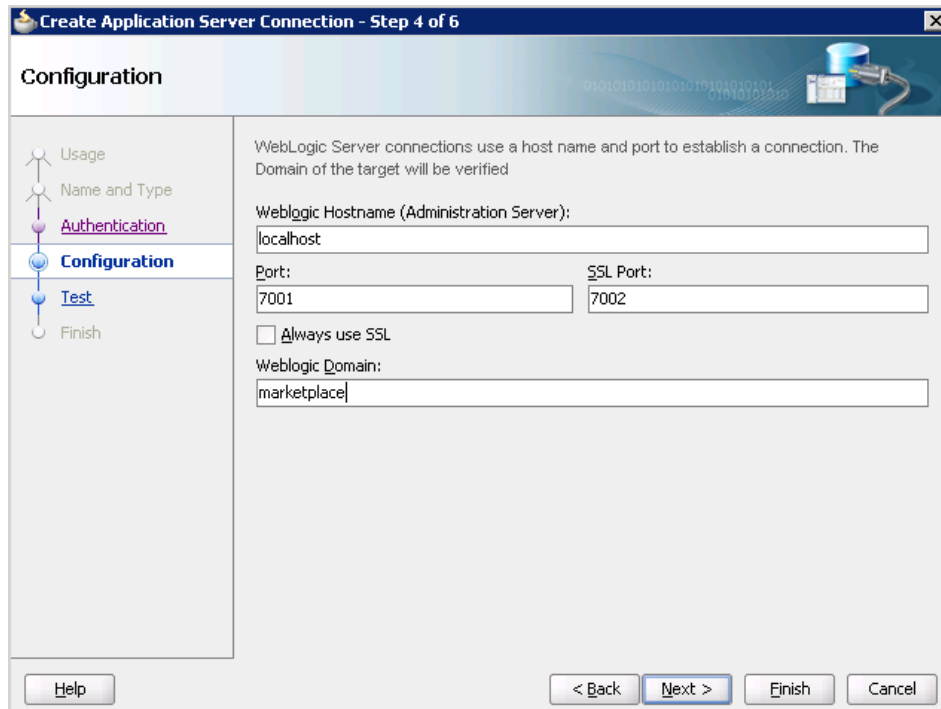 Create Application Server Connection - Step 4 of 6
Configuration
Usage
Name and Type
Authentication
Configuration
Test
Finish
WebLogic Server connections use a host name and port to establish a connection. The
Domain of the target will be verified
Weblogic Hostname (Administration Server):
localhost
Port:
SSL Port:
7001
7002
Always use SSL
Weblogic Domain:
marketplace
Help
< Back
Next >
Finish
Cancel